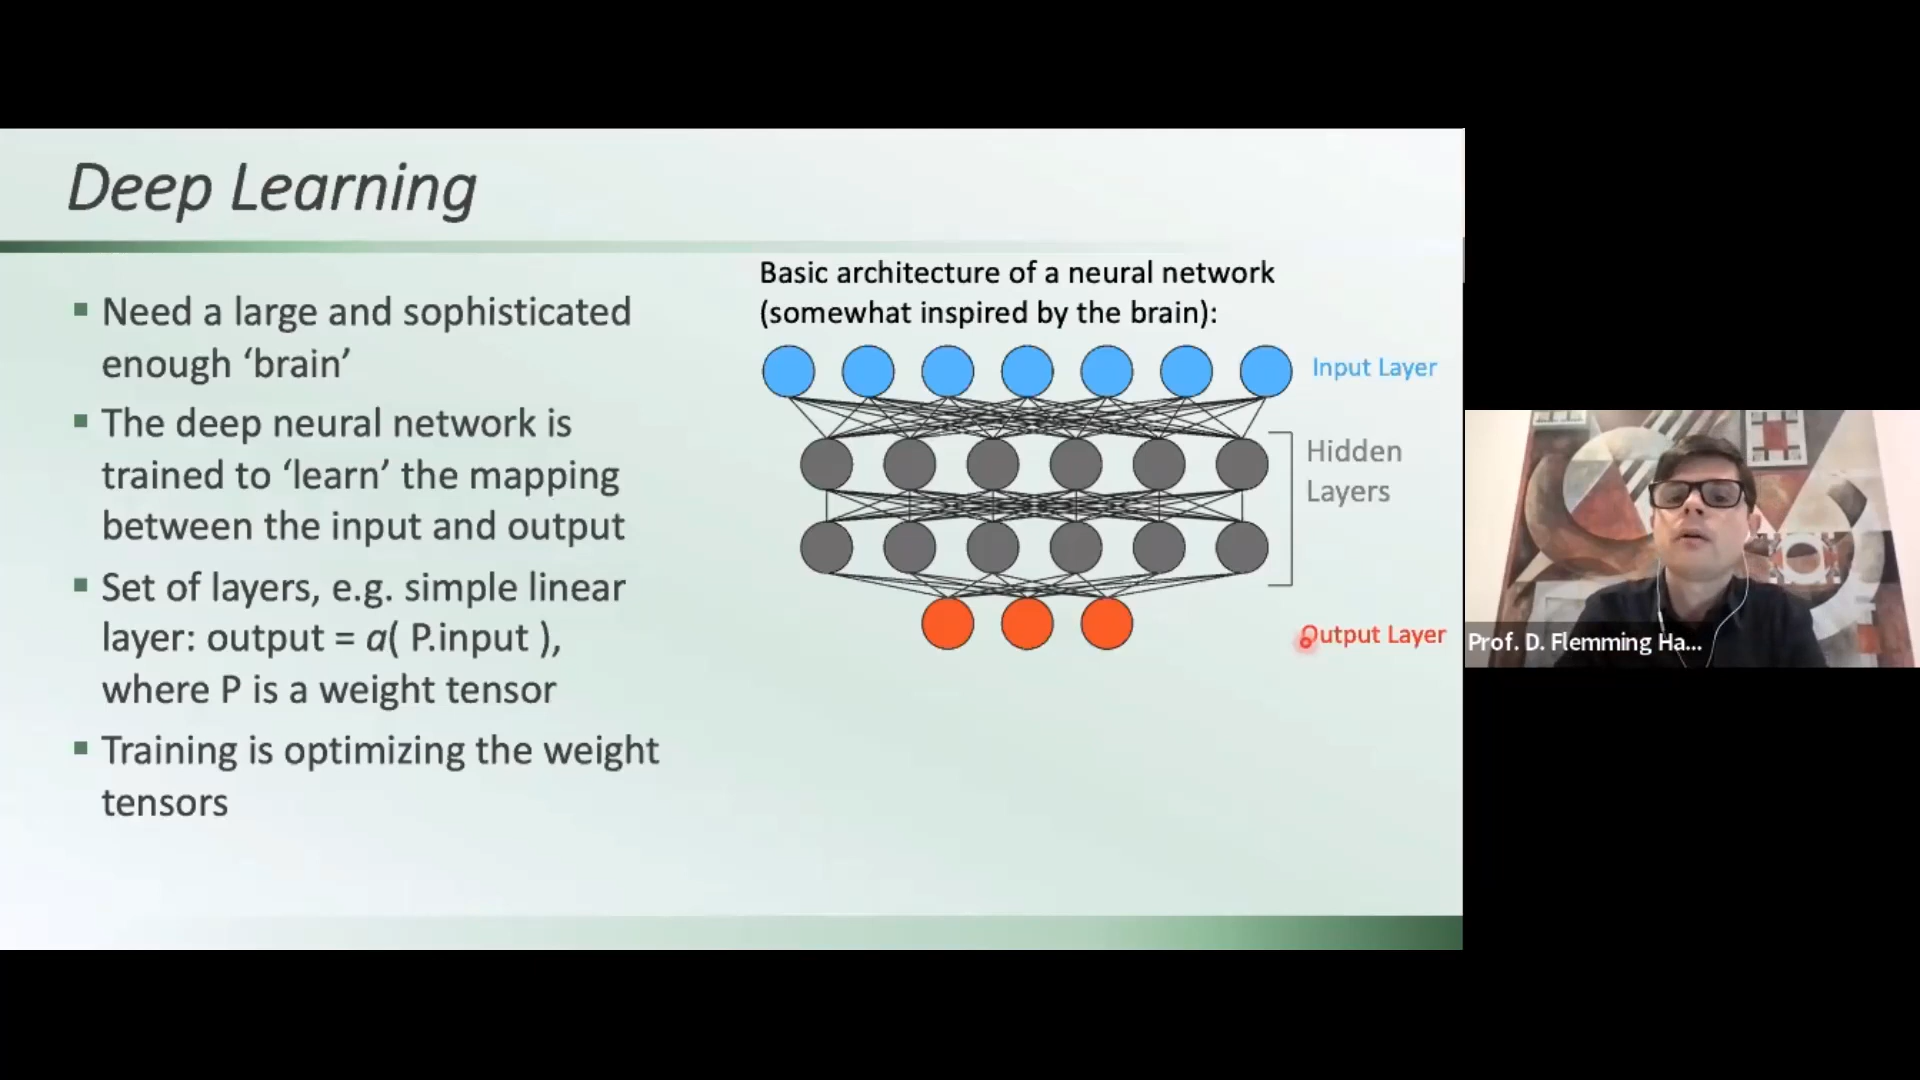 Deep Learning
Need a large and sophisticated
enough ‘brain’
The deep neural network is
trained to ‘learn’ the mapping
between the input and output
Set of layers, e.g. simple linear
layer: output = a( P.input ),
where P is a weight tensor
Training is optimizing the weight
tensors
Basic architecture of a neural network
(somewhat inspired by the brain):
Input Layer
Hidden
Layers
Output Layer
Prof. D. Flemming Ha...